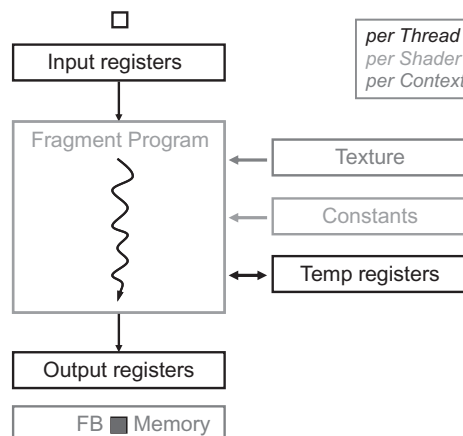 Input registers
per Thread
per Shader
per Context
Fragment Program
Texture
Constants
Temp registers
Output registers
FB Memory